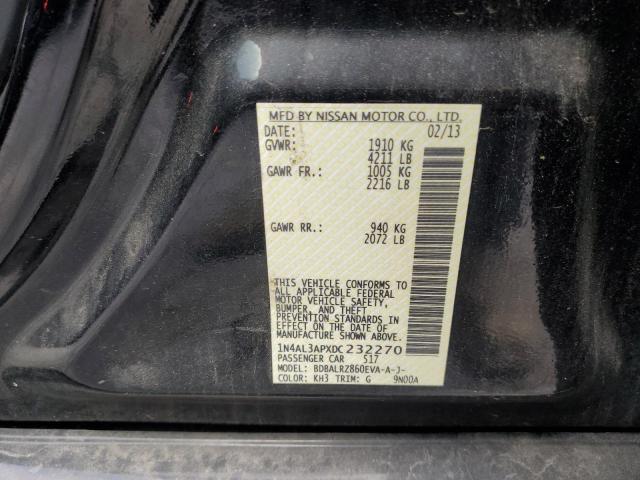 MFD BY NISSAN MOTOR CO., LTD.
DATE: 02/13
GVWR: 1910 KG
4211 LB
GAWR FR.: 1005 KG
2216 LB
GAWR RR.: 940 KG
2072 LB
THIS VEHICLE CONFORMS TO
ALL APPLICABLE FEDERAL
MOTOR VEHICLE SAFETY,
BUMPER, AND THEFT
PREVENTION STANDARDS IN
EFFECT ON THE DATE OF
MANUFACTURE SHOWN ABOVE.
1N4AL3APXDC232270
PASSENGER CAR 517
MODEL: BDBALRZ860EVA-A-J-
COLOR: KH3 TRIM: G 9N00A